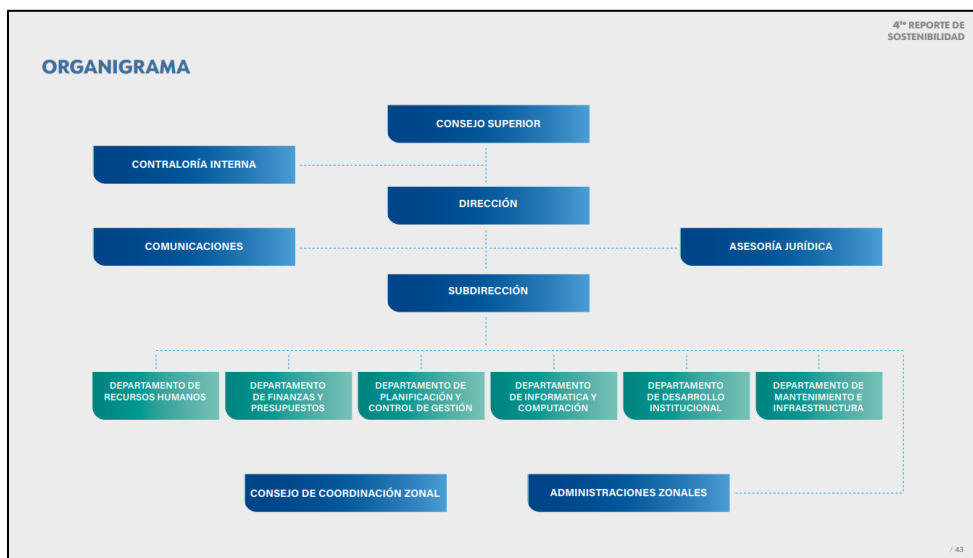 4to REPORTE DE
SOSTENIBILIDAD
ORGANIGRAMA
CONSEJO SUPERIOR
CONTRALORÍA INTERNA
DIRECCIÓN
COMUNICACIONES
ASESORÍA JURÍDICA
SUBDIRECCIÓN
DEPARTAMENTO DE
RECURSOS HUMANOS
DEPARTAMENTO
DE FINANZAS Y
PRESUPUESTOS
DEPARTAMENTO DE
PLANIFICACIÓN Y
CONTROL DE GESTIÓN
DEPARTAMENTO
DE INFORMATICA Y
COMPUTACIÓN
DEPARTAMENTO
DE DESARROLLO
INSTITUCIONAL
DEPARTAMENTO DE
MANTENIMIENTO E
INFRAESTRUCTURA
CONSEJO DE COORDINACIÓN ZONAL
ADMINISTRACIONES ZONALES
/ 43